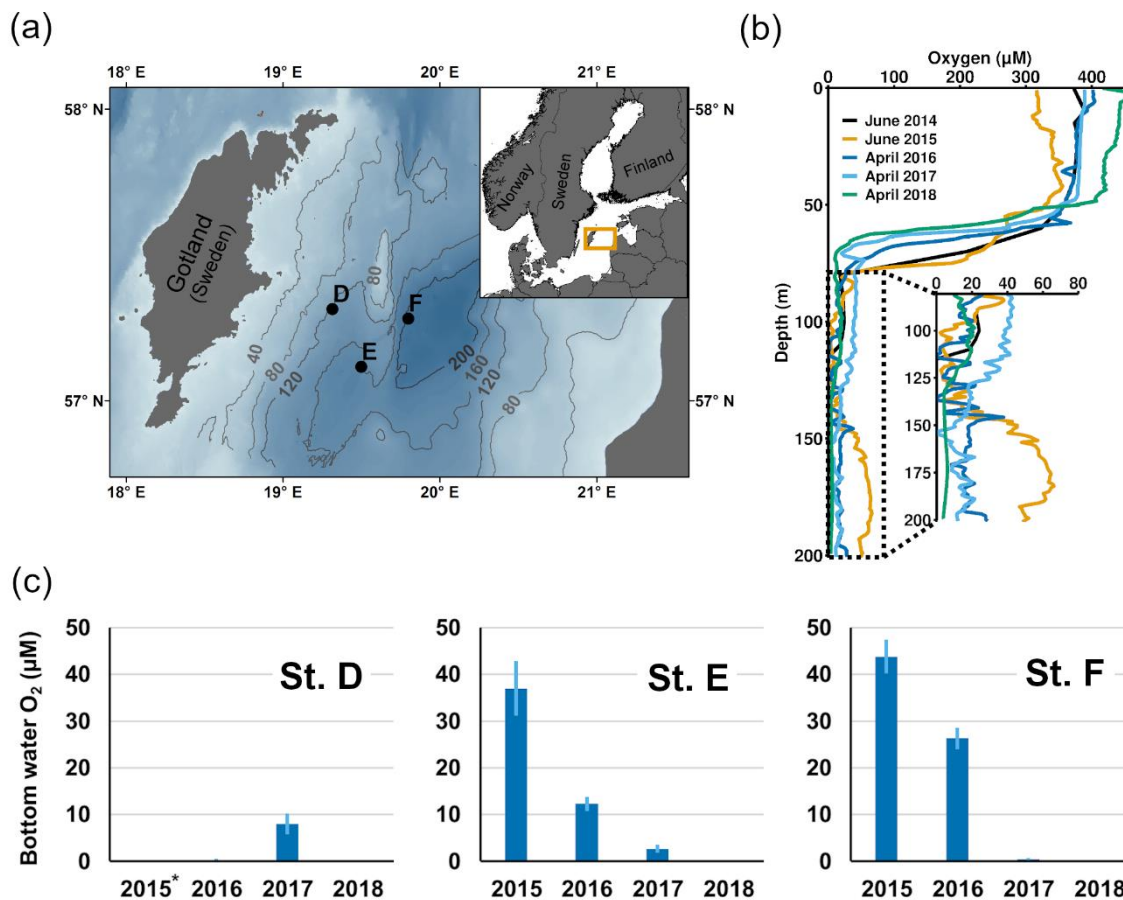 (a)
18° E 19° E 20° E 21° E
58° N 58° N
Gotland
(Sweden)
Norway
Sweden
Finland
80
D
F
E
40
80
120
200
160
120
80
57° N 57° N
18° E 19° E 20° E 21° E
(b)
Oxygen (µM)
0 100 200 300 400
0
50
100
150
200
Depth (m)
June 2014
June 2015
April 2016
April 2017
April 2018
0 20 40 60 80
100
125
150
175
200
(c)
Bottom water O₂ (µM)
50
40
30
20
10
0
St. D
2015* 2016 2017 2018
50
40
30
20
10
0
St. E
2015 2016 2017 2018
50
40
30
20
10
0
St. F
2015 2016 2017 2018